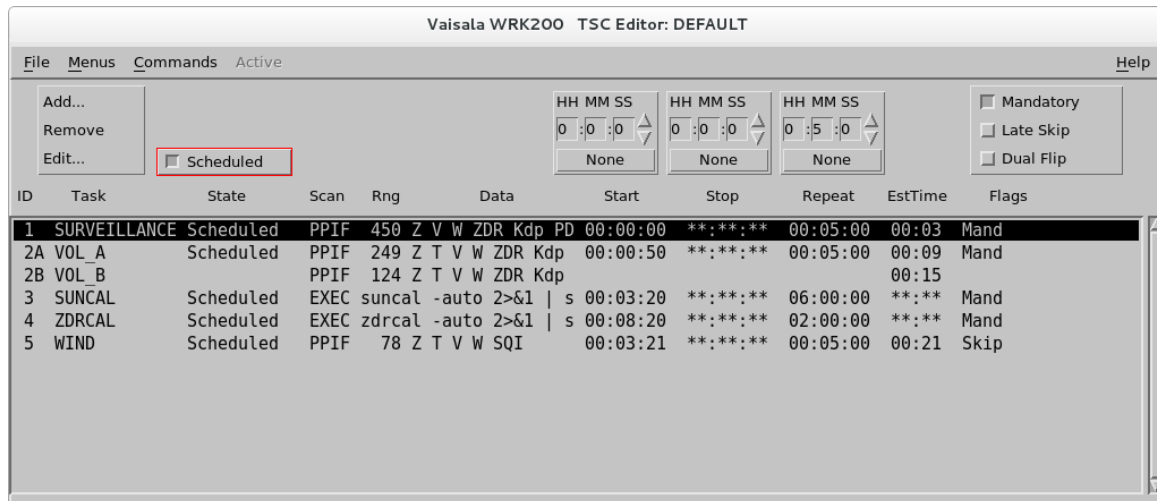 Vaisala WRK200 TSC Editor: DEFAULT
File Menus Commands Active Help
Add...
Remove
Edit...
Scheduled
HH MM SS
0 :0 :0
None
HH MM SS
0 :0 :0
None
HH MM SS
0 :5 :0
None
Mandatory
Late Skip
Dual Flip
ID Task State Scan Rng Data Start Stop Repeat EstTime Flags
1 SURVEILLANCE Scheduled PPIF 450 Z V W ZDR Kdp PD 00:00:00 **:**:** 00:05:00 00:03 Mand
2A VOL_A Scheduled PPIF 249 Z T V W ZDR Kdp 00:00:50 **:**:** 00:05:00 00:09 Mand
2B VOL_B PPIF 124 Z T V W ZDR Kdp 00:15
3 SUNCAL Scheduled EXEC suncal -auto 2>&1 | s 00:03:20 **:**:** 06:00:00 **:** Mand
4 ZDRCAL Scheduled EXEC zdrcal -auto 2>&1 | s 00:08:20 **:**:** 02:00:00 **:** Mand
5 WIND Scheduled PPIF 78 Z T V W SQI 00:03:21 **:**:** 00:05:00 00:21 Skip